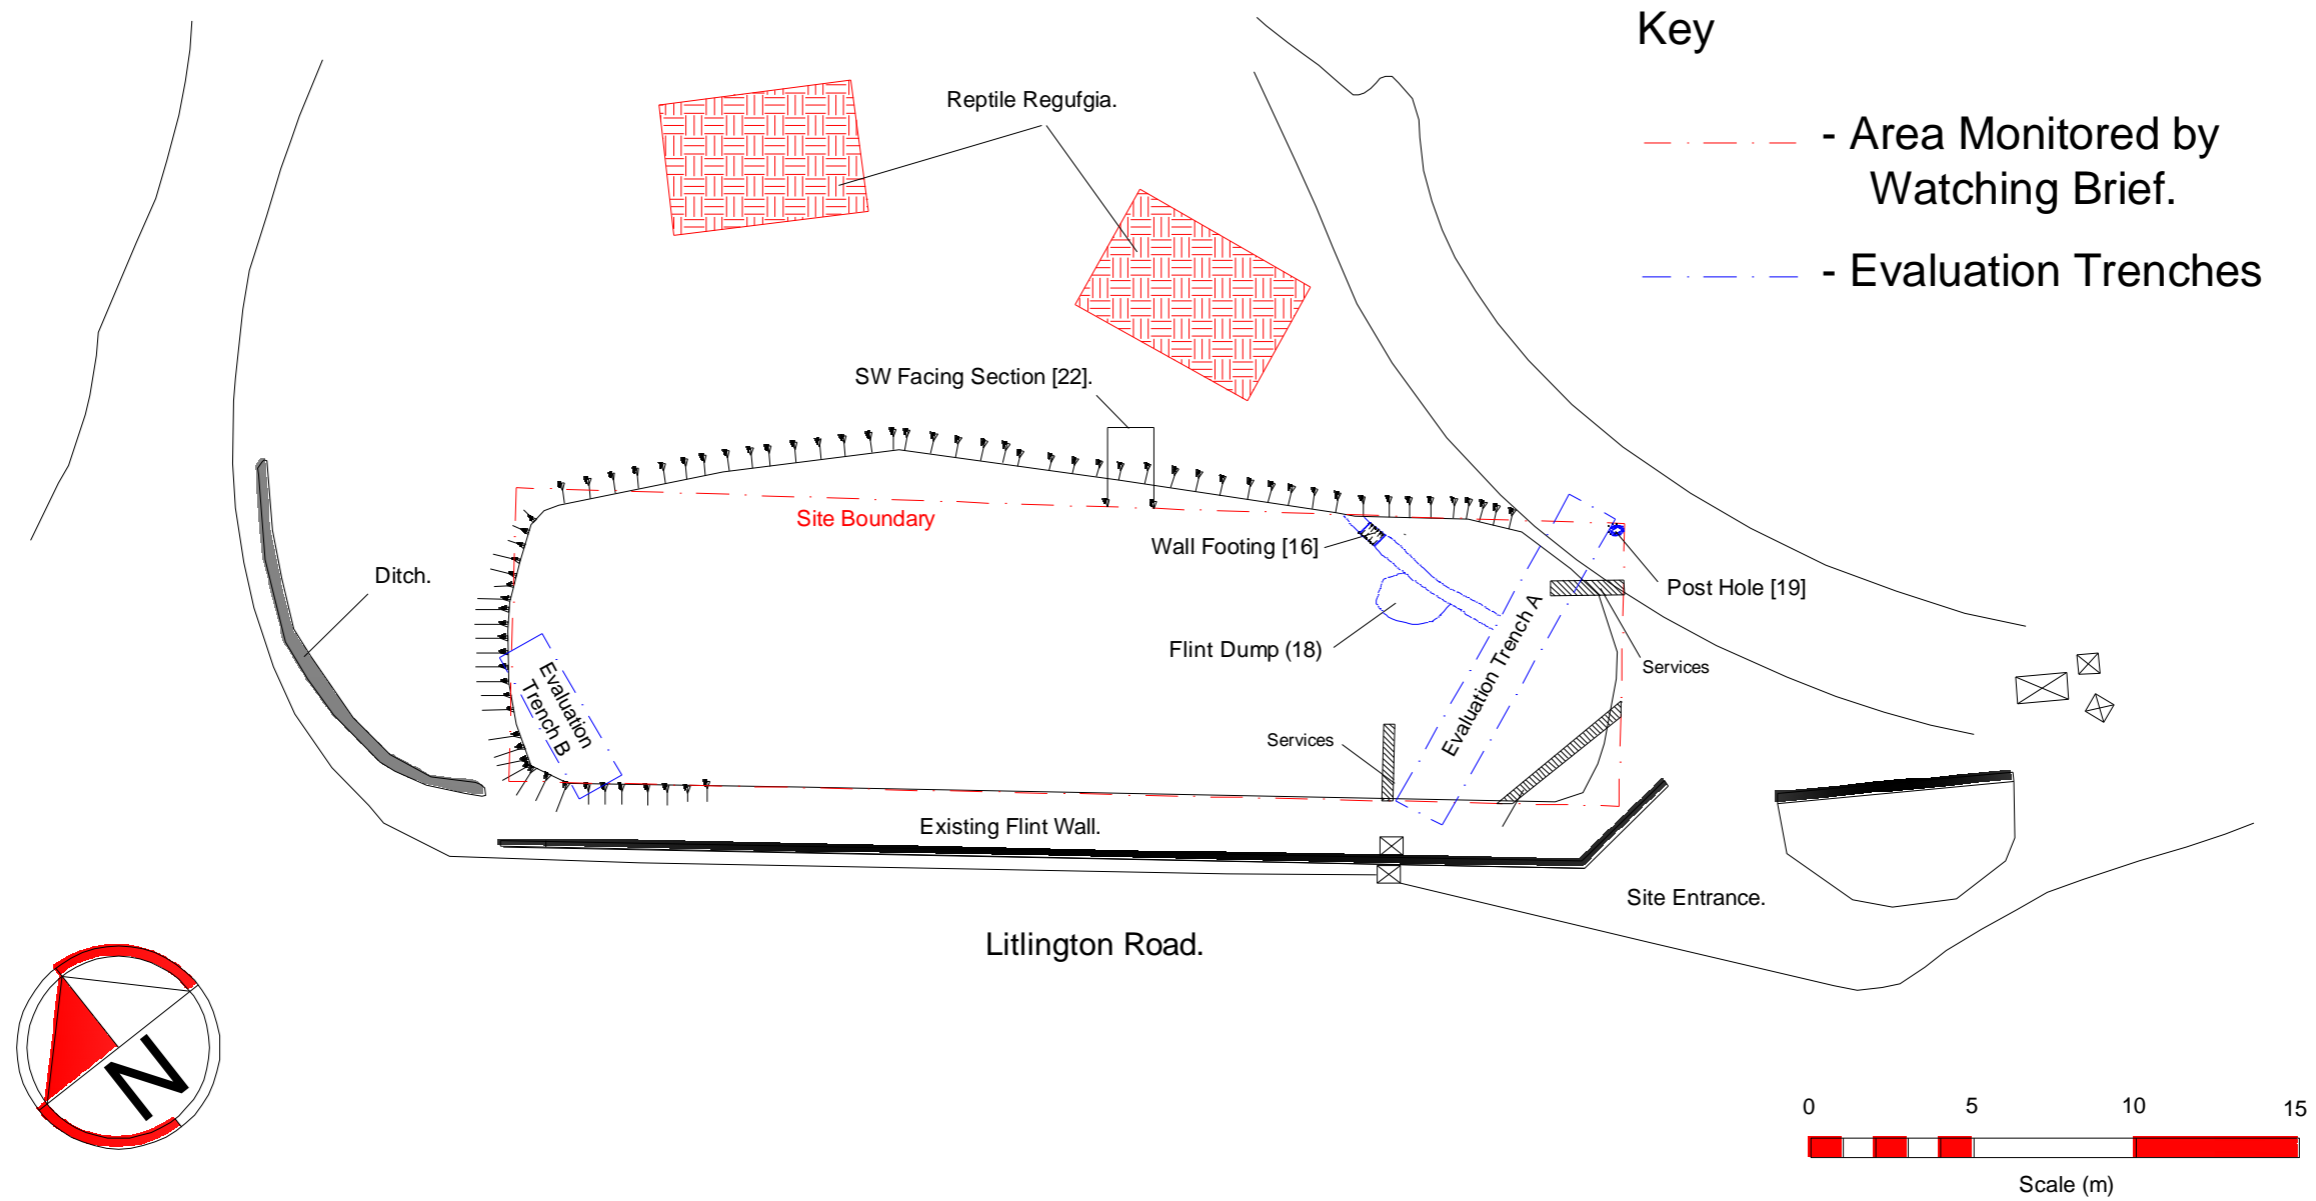 Key
- Area Monitored by
Watching Brief.
- Evaluation Trenches
Reptile Regufgia.
SW Facing Section [22].
Site Boundary
Wall Footing [16]
Ditch.
Post Hole [19]
Flint Dump (18)
Evaluation Trench A
Services
Evaluation
Trench B
Services
Existing Flint Wall.
Site Entrance.
Litlington Road.
N
0 5 10 15
Scale (m)